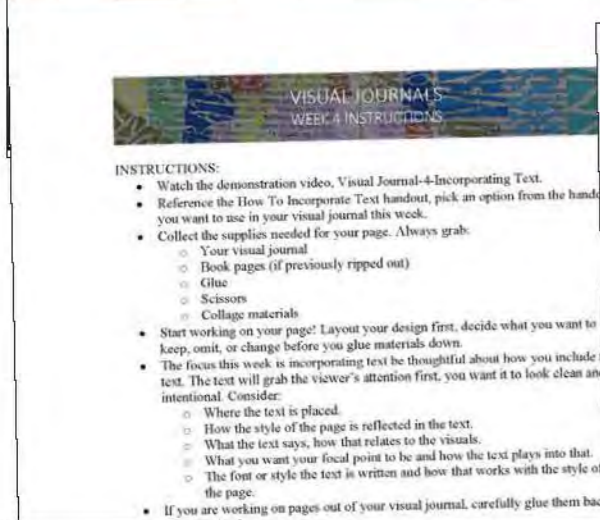 VISUAL JOURNALS
WEEK 4 INSTRUCTIONS
INSTRUCTIONS:
• Watch the demonstration video, Visual Journal-4-Incorporating Text.
• Reference the How To Incorporate Text handout, pick an option from the hando
you want to use in your visual journal this week.
• Collect the supplies needed for your page. Always grab:
○ Your visual journal
○ Book pages (if previously ripped out)
○ Glue
○ Scissors
○ Collage materials
• Start working on your page! Layout your design first, decide what you want to
keep, omit, or change before you glue materials down.
• The focus this week is incorporating text be thoughtful about how you include
text. The text will grab the viewer's attention first, you want it to look clean and
intentional. Consider:
○ Where the text is placed.
○ How the style of the page is reflected in the text.
○ What the text says, how that relates to the visuals.
○ What you want your focal point to be and how the text plays into that.
○ The font or style the text is written and how that works with the style of
the page.
• If you are working on pages out of your visual journal, carefully glue them bac